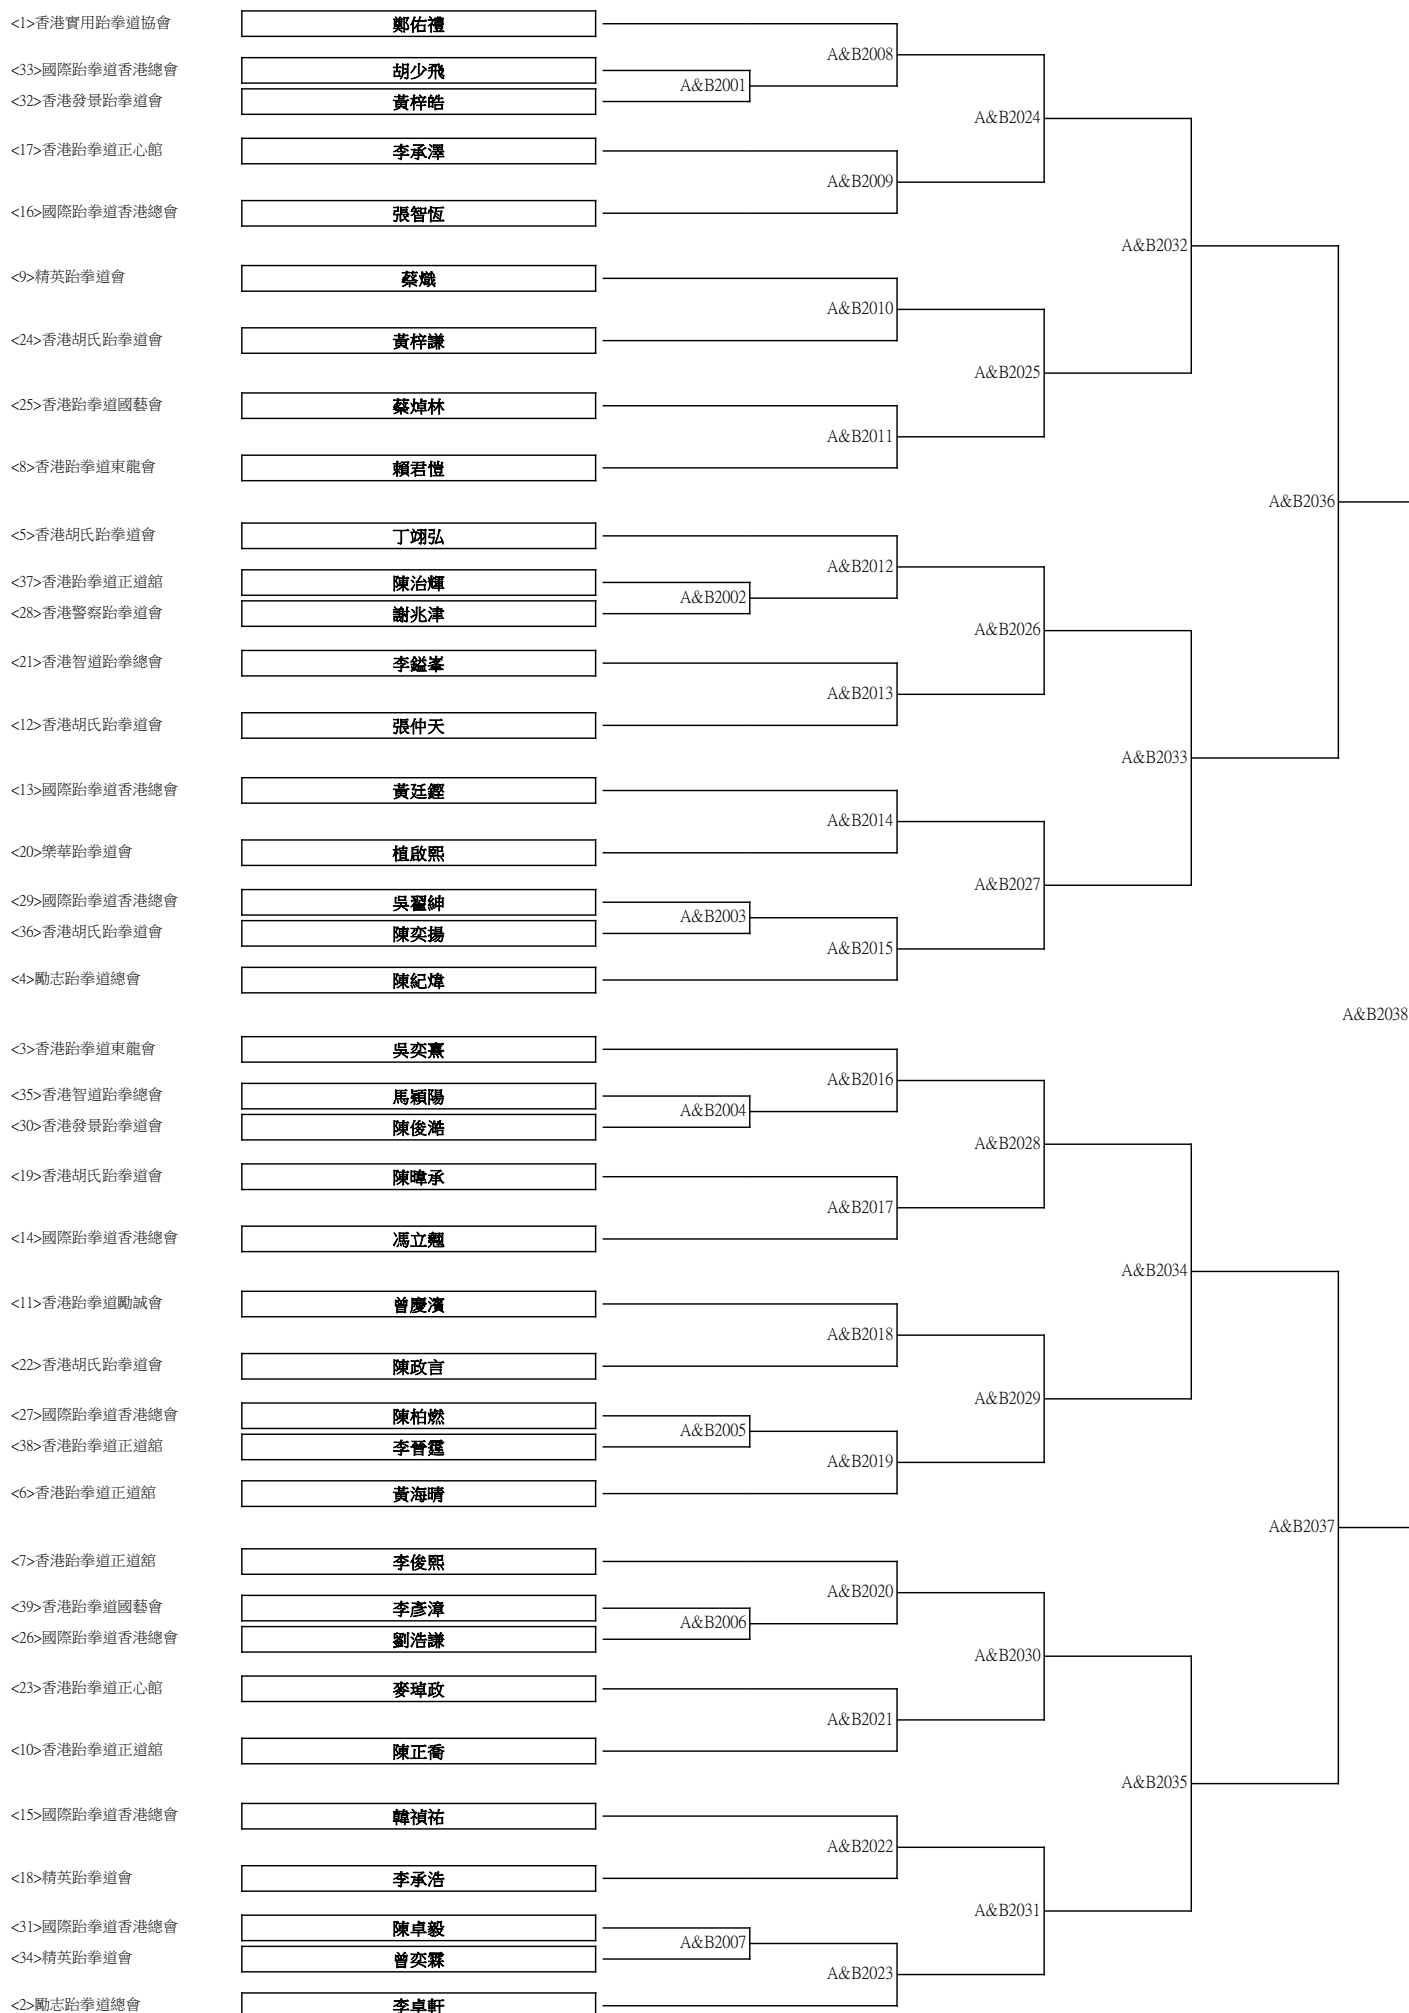 <1>香港實用跆拳道協會 鄭佑禮
A&B2008
<33>國際跆拳道香港總會 胡少飛
A&B2001
<32>香港發景跆拳道會 黃梓皓
A&B2024
<17>香港跆拳道正心館 李承澤
A&B2009
<16>國際跆拳道香港總會 張智恆
A&B2032
<9>精英跆拳道會 蔡熾
A&B2010
<24>香港胡氏跆拳道會 黃梓謙
A&B2025
<25>香港跆拳道國藝會 蔡焯林
A&B2011
<8>香港跆拳道東龍會 賴君愷
A&B2036
<5>香港胡氏跆拳道會 丁翊弘
A&B2012
<37>香港跆拳道正道舘 陳治輝
A&B2002
<28>香港警察跆拳道會 謝兆津
A&B2026
<21>香港智道跆拳總會 李鎰峯
A&B2013
<12>香港胡氏跆拳道會 張仲天
A&B2033
<13>國際跆拳道香港總會 黃廷鏗
A&B2014
<20>樂華跆拳道會 植啟熙
A&B2027
<29>國際跆拳道香港總會 吳翟紳
A&B2003
<36>香港胡氏跆拳道會 陳奕揚
A&B2015
<4>勵志跆拳道總會 陳紀煒
A&B2038
<3>香港跆拳道東龍會 吳奕熹
A&B2016
<35>香港智道跆拳總會 馬穎陽
A&B2004
<30>香港發景跆拳道會 陳俊澔
A&B2028
<19>香港胡氏跆拳道會 陳暐承
A&B2017
<14>國際跆拳道香港總會 馮立翹
A&B2034
<11>香港跆拳道勵誠會 曾慶濱
A&B2018
<22>香港胡氏跆拳道會 陳政言
A&B2029
<27>國際跆拳道香港總會 陳柏燃
A&B2005
<38>香港跆拳道正道舘 李晉霆
A&B2019
<6>香港跆拳道正道舘 黃海晴
A&B2037
<7>香港跆拳道正道舘 李俊熙
A&B2020
<39>香港跆拳道國藝會 李彥漳
A&B2006
<26>國際跆拳道香港總會 劉浩謙
A&B2030
<23>香港跆拳道正心館 麥瑋政
A&B2021
<10>香港跆拳道正道舘 陳正喬
A&B2035
<15>國際跆拳道香港總會 韓禎祐
A&B2022
<18>精英跆拳道會 李承浩
A&B2031
<31>國際跆拳道香港總會 陳卓毅
A&B2007
<34>精英跆拳道會 曾奕霖
A&B2023
<2>勵志跆拳道總會 李卓軒